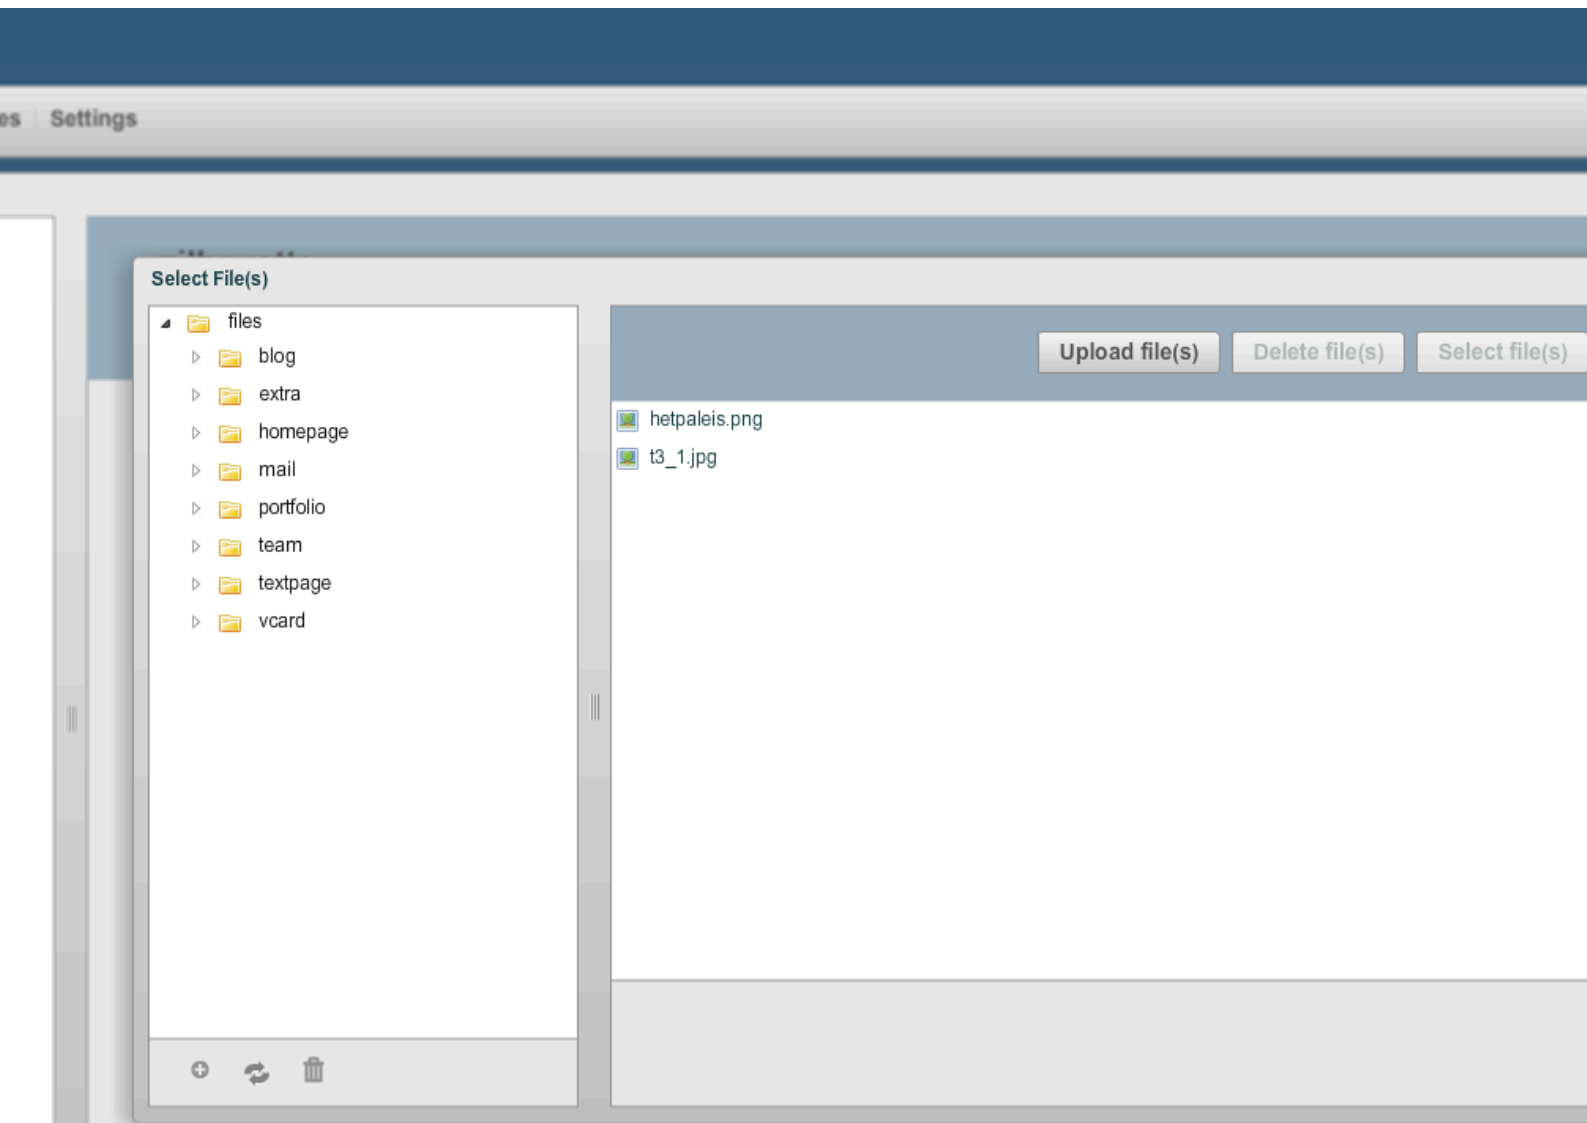 es Settings
Select File(s)
files
blog
extra
homepage
mail
portfolio
team
textpage
vcard
Upload file(s) Delete file(s) Select file(s)
hetpaleis.png
t3_1.jpg